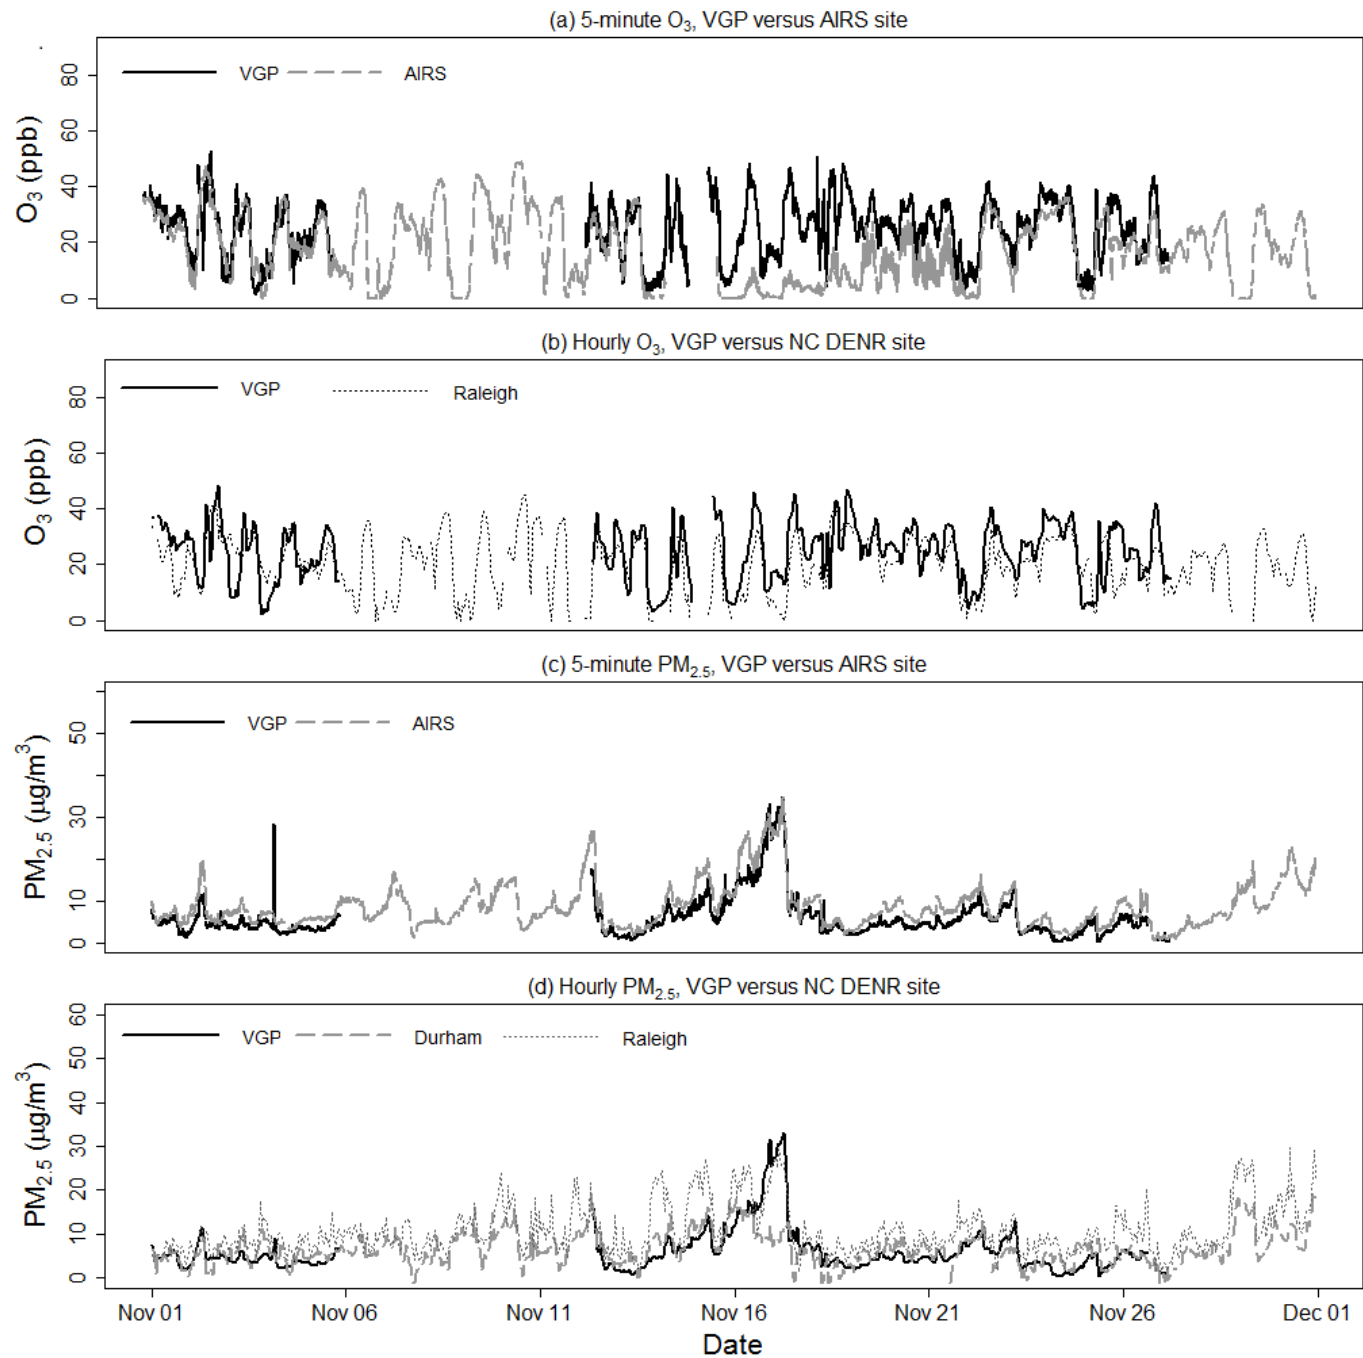 (a) 5-minute O₃, VGP versus AIRS site
VGP AIRS
O₃ (ppb)
80
60
40
20
0
(b) Hourly O₃, VGP versus NC DENR site
VGP Raleigh
O₃ (ppb)
80
60
40
20
0
(c) 5-minute PM₂.₅, VGP versus AIRS site
VGP AIRS
PM₂.₅ (µg/m³)
50
30
10
0
(d) Hourly PM₂.₅, VGP versus NC DENR site
VGP Durham Raleigh
PM₂.₅ (µg/m³)
60
50
40
30
20
10
0
Nov 01 Nov 06 Nov 11 Nov 16 Nov 21 Nov 26 Dec 01
Date